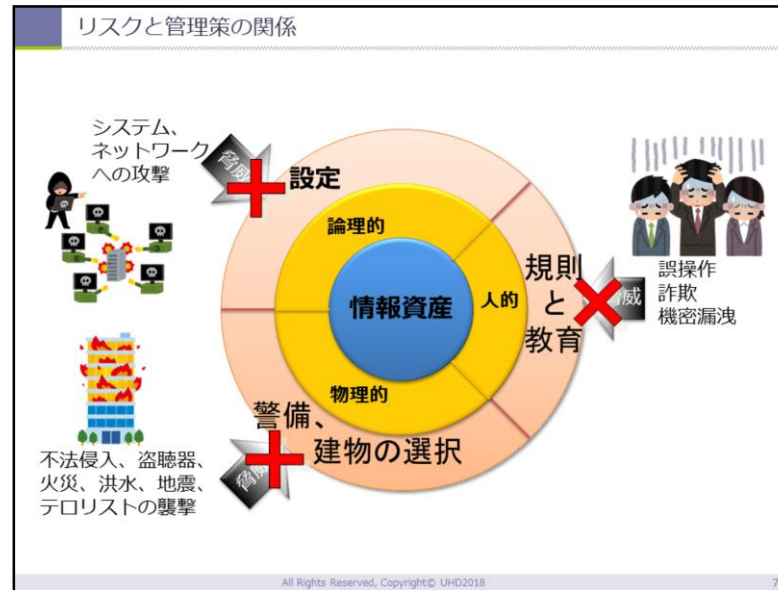 リスクと管理策の関係
システム、
ネットワーク
への攻撃
脅威
設定
論理的
情報資産
人的
物理的
規則
と
教育
脅威
誤操作
詐欺
機密漏洩
警備、
建物の選択
脅威
不法侵入、盗聴器、
火災、洪水、地震、
テロリストの襲撃
All Rights Reserved, Copyright© UHD2018
7